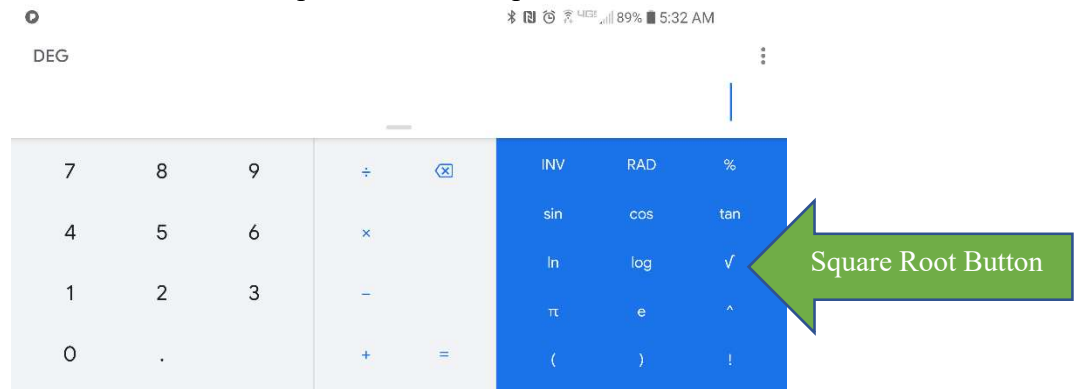 4GE 89% 5:32 AM
DEG
7 8 9 ÷ INV RAD %
4 5 6 × sin cos tan
1 2 3 − ln log √
0 . + = π e ^
( ) !
Square Root Button